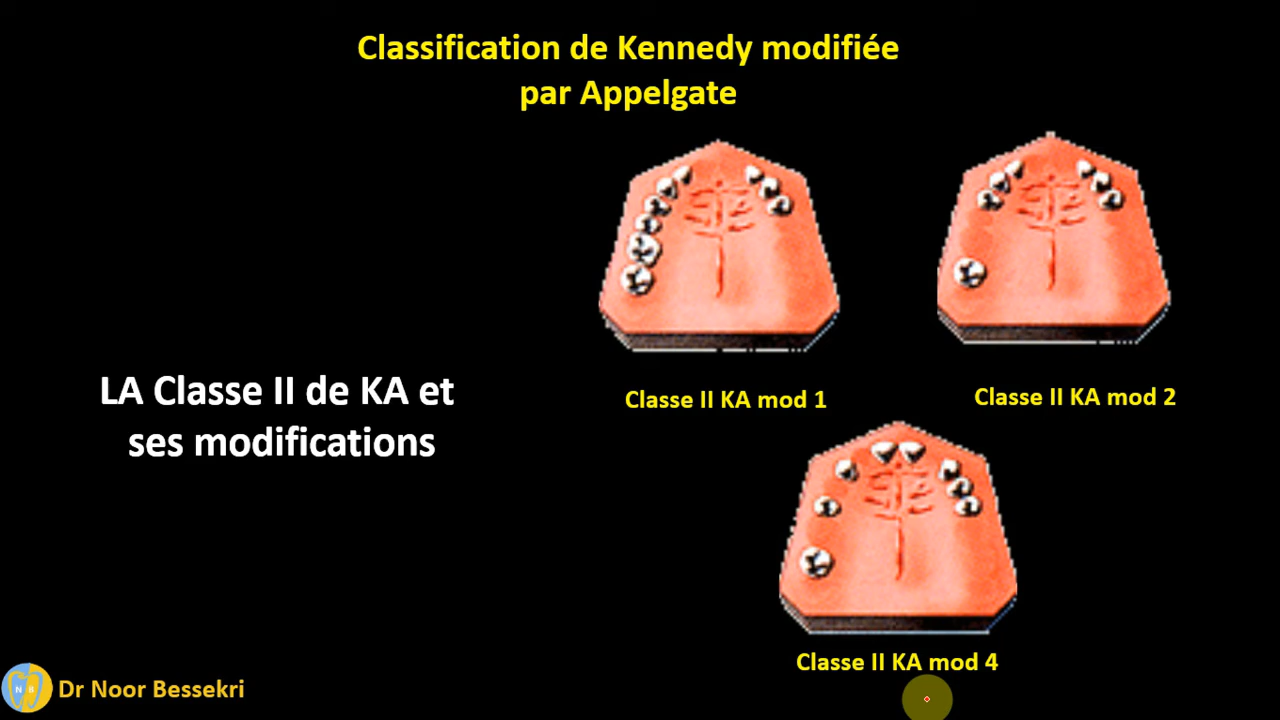 Classification de Kennedy modifiée
par Appelgate
LA Classe II de KA et
ses modifications
Classe II KA mod 1
Classe II KA mod 2
Classe II KA mod 4
N B
Dr Noor Bessekri